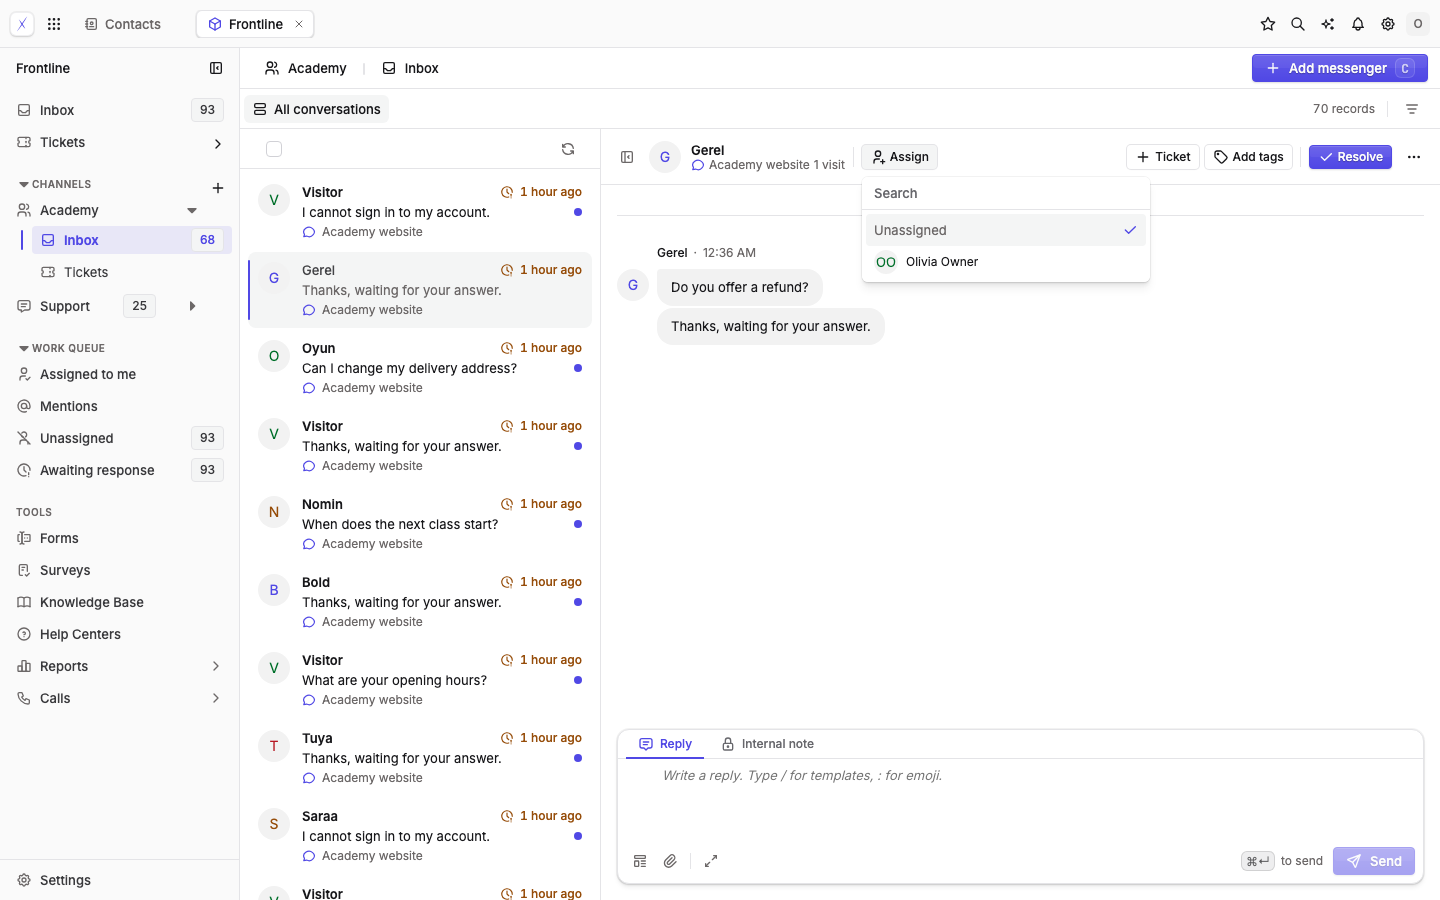 Contacts
Frontline
O
Frontline
Academy
Inbox
Add messenger
C
Inbox
93
Tickets
CHANNELS
Academy
Inbox
68
Tickets
Support
25
WORK QUEUE
Assigned to me
Mentions
Unassigned
93
Awaiting response
93
TOOLS
Forms
Surveys
Knowledge Base
Help Centers
Reports
Calls
Settings
All conversations
70 records
V
Visitor
1 hour ago
I cannot sign in to my account.
Academy website
G
Gerel
1 hour ago
Thanks, waiting for your answer.
Academy website
O
Oyun
1 hour ago
Can I change my delivery address?
Academy website
V
Visitor
1 hour ago
Thanks, waiting for your answer.
Academy website
N
Nomin
1 hour ago
When does the next class start?
Academy website
B
Bold
1 hour ago
Thanks, waiting for your answer.
Academy website
V
Visitor
1 hour ago
What are your opening hours?
Academy website
T
Tuya
1 hour ago
Thanks, waiting for your answer.
Academy website
S
Saraa
1 hour ago
I cannot sign in to my account.
Academy website
Visitor
1 hour ago
G
Gerel
Academy website 1 visit
Assign
Ticket
Add tags
Resolve
Search
Unassigned
OO
Olivia Owner
Gerel · 12:36 AM
G
Do you offer a refund?
Thanks, waiting for your answer.
Reply
Internal note
Write a reply. Type / for templates, : for emoji.
⌘↵ to send
Send